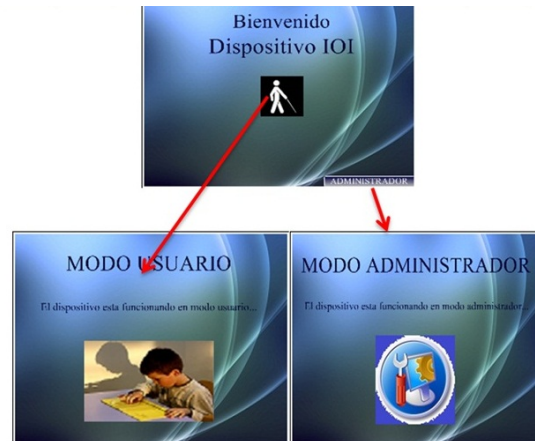 Bienvenido
Dispositivo IOI
ADMINISTRADOR
MODO USUARIO
El dispositivo esta funcionando en modo usuario...
MODO ADMINISTRADOR
El dispositivo esta funcionando en modo administrador...